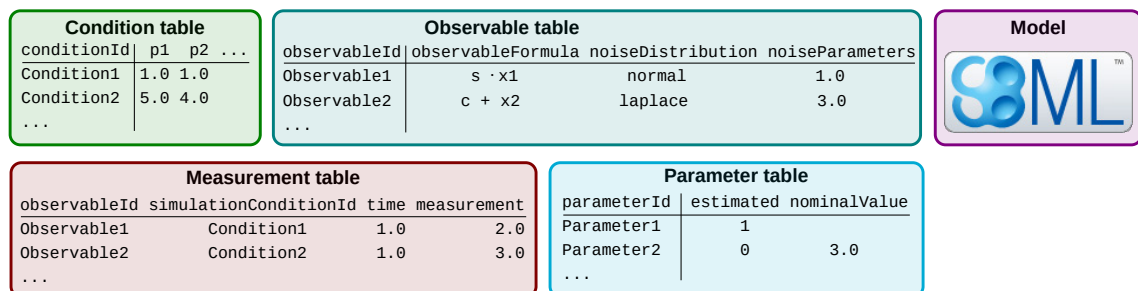 Condition table
conditionId p1 p2 ...
Condition1 1.0 1.0
Condition2 5.0 4.0
...
Observable table
observableId observableFormula noiseDistribution noiseParameters
Observable1 s ·x1 normal 1.0
Observable2 c + x2 laplace 3.0
...
Model
SBML™
Measurement table
observableId simulationConditionId time measurement
Observable1 Condition1 1.0 2.0
Observable2 Condition2 1.0 3.0
...
Parameter table
parameterId estimated nominalValue
Parameter1 1
Parameter2 0 3.0
...